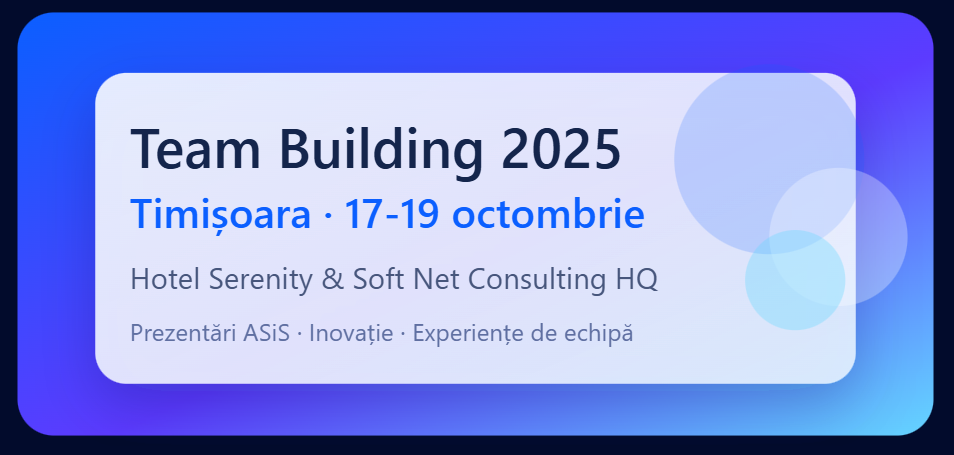 Team Building 2025
Timișoara · 17-19 octombrie
Hotel Serenity & Soft Net Consulting HQ
Prezentări ASiS · Inovație · Experiențe de echipă